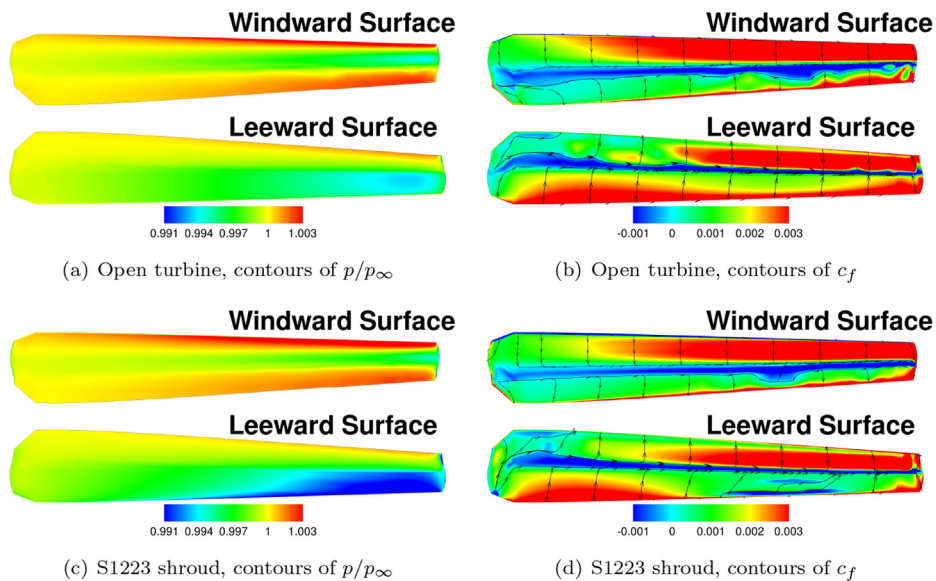 Windward Surface
Windward Surface
Leeward Surface
Leeward Surface
0.991 0.994 0.997 1 1.003
-0.001 0 0.001 0.002 0.003
(a) Open turbine, contours of p/p∞
(b) Open turbine, contours of c_f
Windward Surface
Windward Surface
Leeward Surface
Leeward Surface
0.991 0.994 0.997 1 1.003
-0.001 0 0.001 0.002 0.003
(c) S1223 shroud, contours of p/p∞
(d) S1223 shroud, contours of c_f